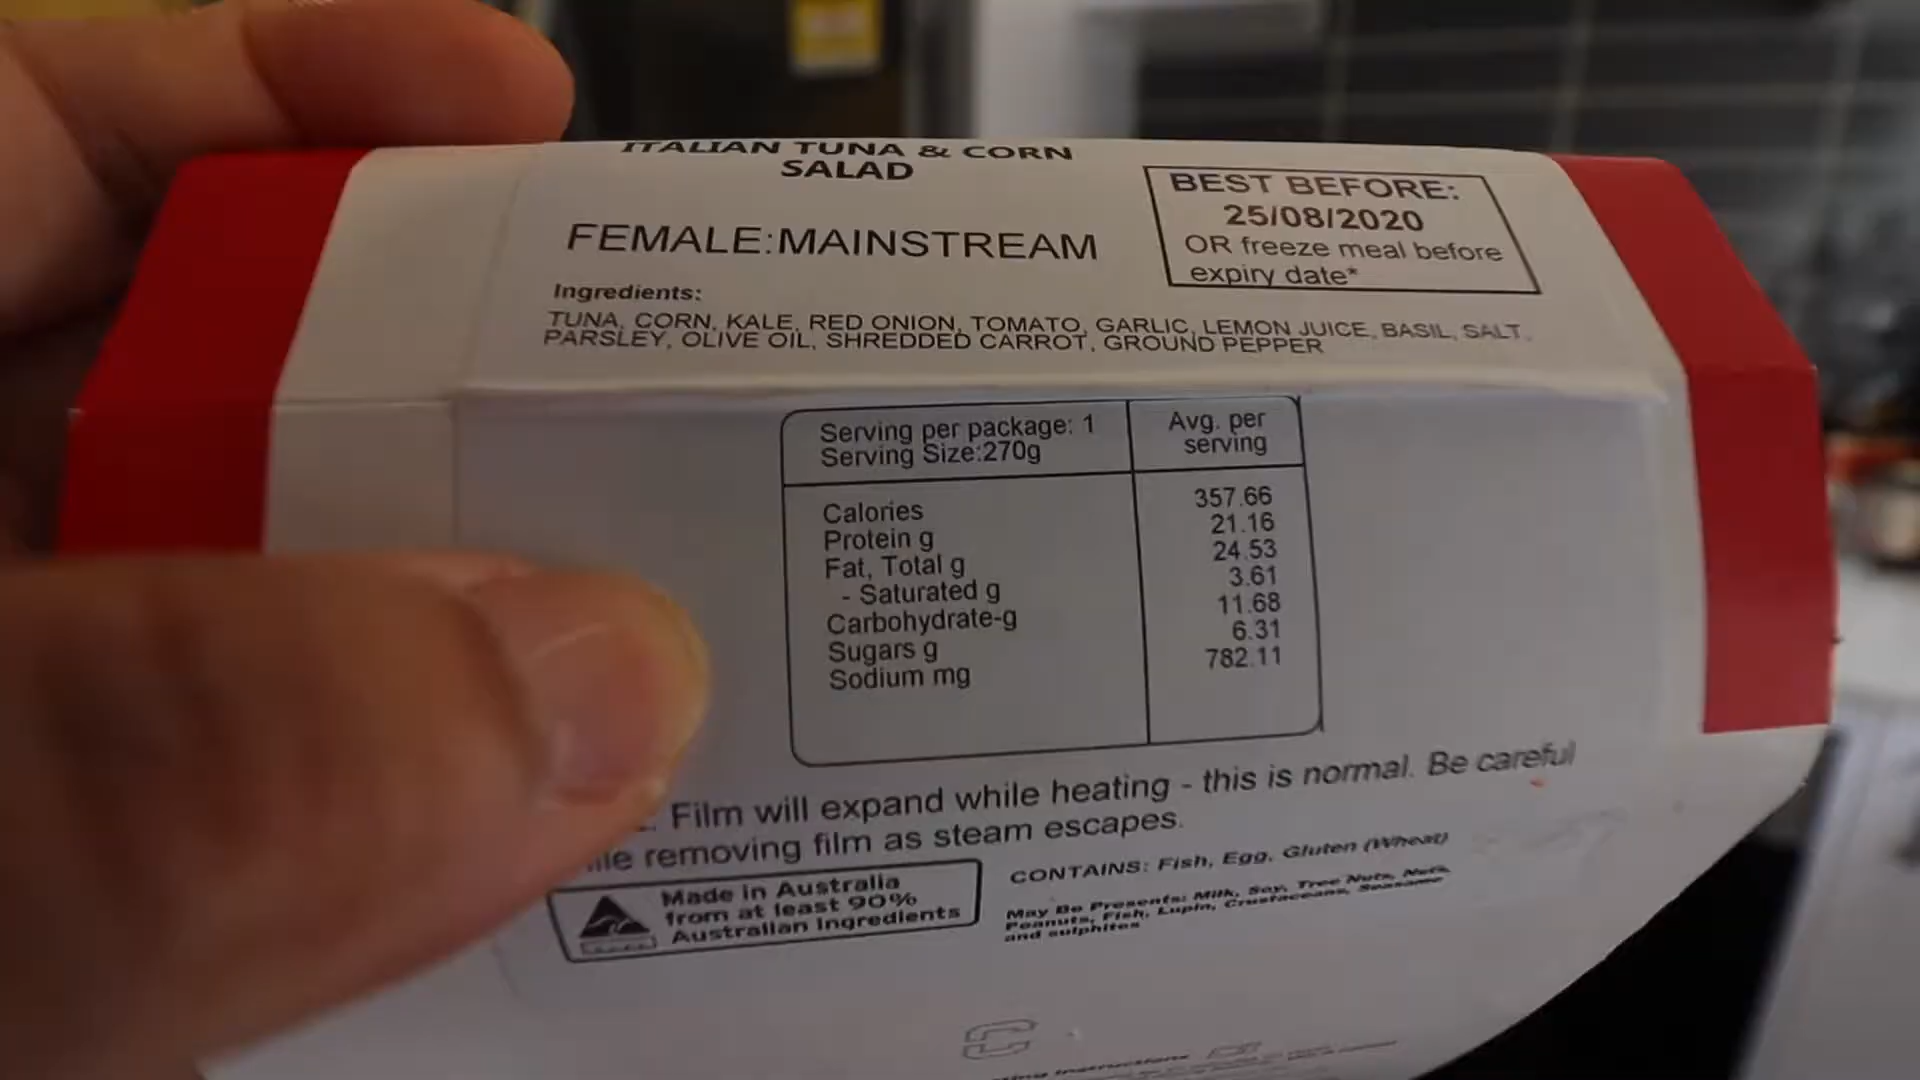 ITALIAN TUNA & CORN
SALAD
FEMALE:MAINSTREAM
BEST BEFORE:
25/08/2020
OR freeze meal before
expiry date*
Ingredients:
TUNA, CORN, KALE, RED ONION, TOMATO, GARLIC, LEMON JUICE, BASIL, SALT,
PARSLEY, OLIVE OIL, SHREDDED CARROT, GROUND PEPPER
Serving per package: 1
Serving Size:270g
Avg. per
serving
Calories 357.66
Protein g 21.16
Fat, Total g 24.53
- Saturated g 3.61
Carbohydrate-g 11.68
Sugars g 6.31
Sodium mg 782.11
Film will expand while heating - this is normal. Be careful
removing film as steam escapes.
Made in Australia
from at least 90%
Australian Ingredients
CONTAINS: Fish, Egg, Gluten (Wheat)
May Be Presents: Milk, Soy, Tree Nuts, Nuts,
Peanuts, Fish, Lupin, Crustaceans, Seasame
and sulphites